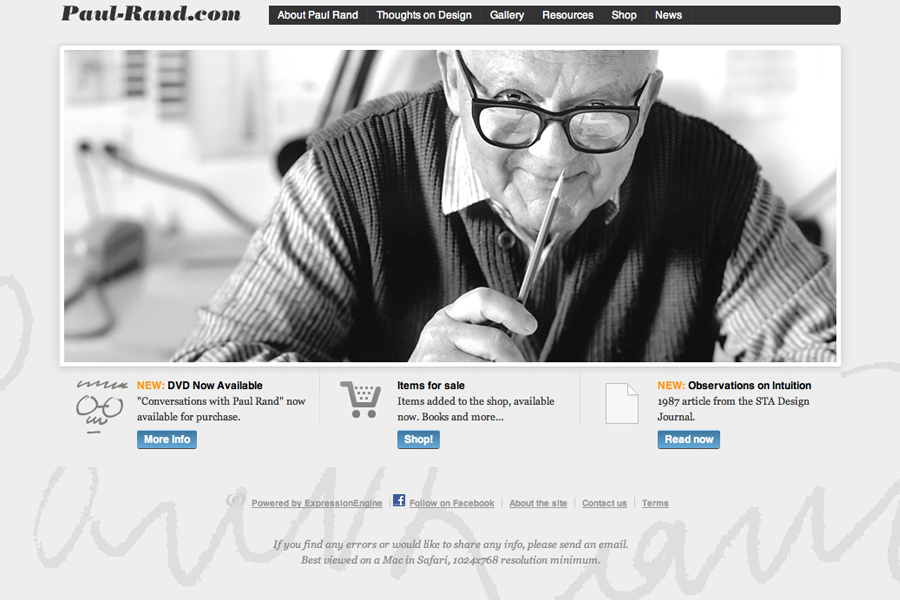 Paul-Rand.com
About Paul Rand Thoughts on Design Gallery Resources Shop News
NEW: DVD Now Available
"Conversations with Paul Rand" now
available for purchase.
More Info
Items for sale
Items added to the shop, available
now. Books and more...
Shop!
NEW: Observations on Intuition
1987 article from the STA Design
Journal.
Read now
Powered by ExpressionEngine Follow on Facebook About the site Contact us Terms
If you find any errors or would like to share any info, please send an email.
Best viewed on a Mac in Safari, 1024x768 resolution minimum.